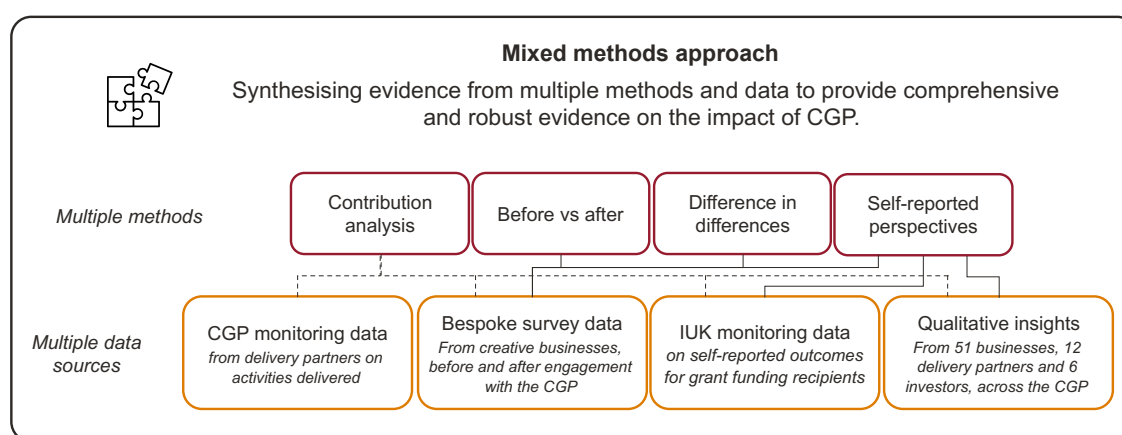 Mixed methods approach
Synthesising evidence from multiple methods and data to provide comprehensive
and robust evidence on the impact of CGP.
Multiple methods
Contribution
analysis
Before vs after
Difference in
differences
Self-reported
perspectives
Multiple data
sources
CGP monitoring data
from delivery partners on
activities delivered
Bespoke survey data
From creative businesses,
before and after engagement
with the CGP
IUK monitoring data
on self-reported outcomes
for grant funding recipients
Qualitative insights
From 51 businesses, 12
delivery partners and 6
investors, across the CGP